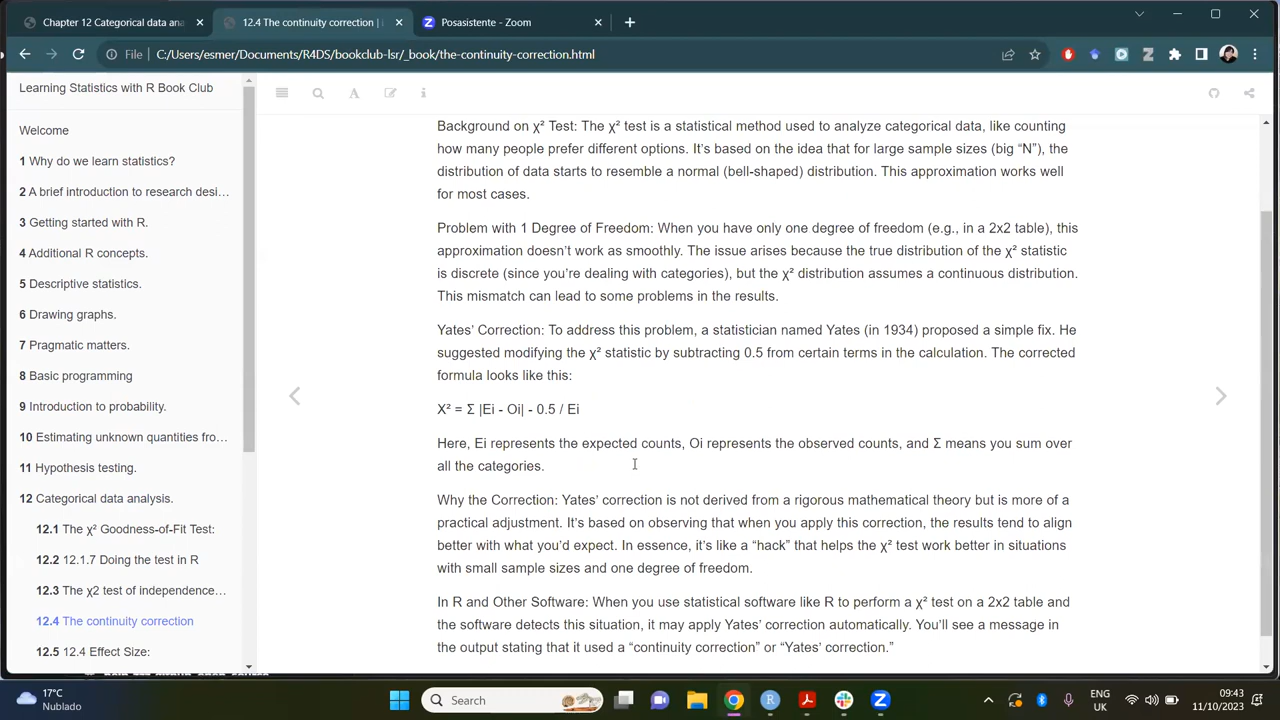 Chapter 12 Categorical data ana
12.4 The continuity correction |
Posasistente - Zoom
File
C:/Users/esmer/Documents/R4DS/bookclub-lsr/_book/the-continuity-correction.html
Learning Statistics with R Book Club
Welcome
1 Why do we learn statistics?
2 A brief introduction to research desi…
3 Getting started with R.
4 Additional R concepts.
5 Descriptive statistics.
6 Drawing graphs.
7 Pragmatic matters.
8 Basic programming
9 Introduction to probability.
10 Estimating unknown quantities fro…
11 Hypothesis testing.
12 Categorical data analysis.
12.1 The χ² Goodness-of-Fit Test:
12.2 12.1.7 Doing the test in R
12.3 The χ2 test of independence…
12.4 The continuity correction
12.5 12.4 Effect Size:
Background on χ² Test: The χ² test is a statistical method used to analyze categorical data, like counting
how many people prefer different options. It's based on the idea that for large sample sizes (big “N”), the
distribution of data starts to resemble a normal (bell-shaped) distribution. This approximation works well
for most cases.
Problem with 1 Degree of Freedom: When you have only one degree of freedom (e.g., in a 2x2 table), this
approximation doesn't work as smoothly. The issue arises because the true distribution of the χ² statistic
is discrete (since you're dealing with categories), but the χ² distribution assumes a continuous distribution.
This mismatch can lead to some problems in the results.
Yates' Correction: To address this problem, a statistician named Yates (in 1934) proposed a simple fix. He
suggested modifying the χ² statistic by subtracting 0.5 from certain terms in the calculation. The corrected
formula looks like this:
X² = Σ |Ei - Oi| - 0.5 / Ei
Here, Ei represents the expected counts, Oi represents the observed counts, and Σ means you sum over
all the categories.
Why the Correction: Yates' correction is not derived from a rigorous mathematical theory but is more of a
practical adjustment. It's based on observing that when you apply this correction, the results tend to align
better with what you'd expect. In essence, it's like a “hack” that helps the χ² test work better in situations
with small sample sizes and one degree of freedom.
In R and Other Software: When you use statistical software like R to perform a χ² test on a 2x2 table and
the software detects this situation, it may apply Yates' correction automatically. You'll see a message in
the output stating that it used a “continuity correction” or “Yates' correction.”
17°C
Nublado
Search
ENG
UK
09:43
11/10/2023